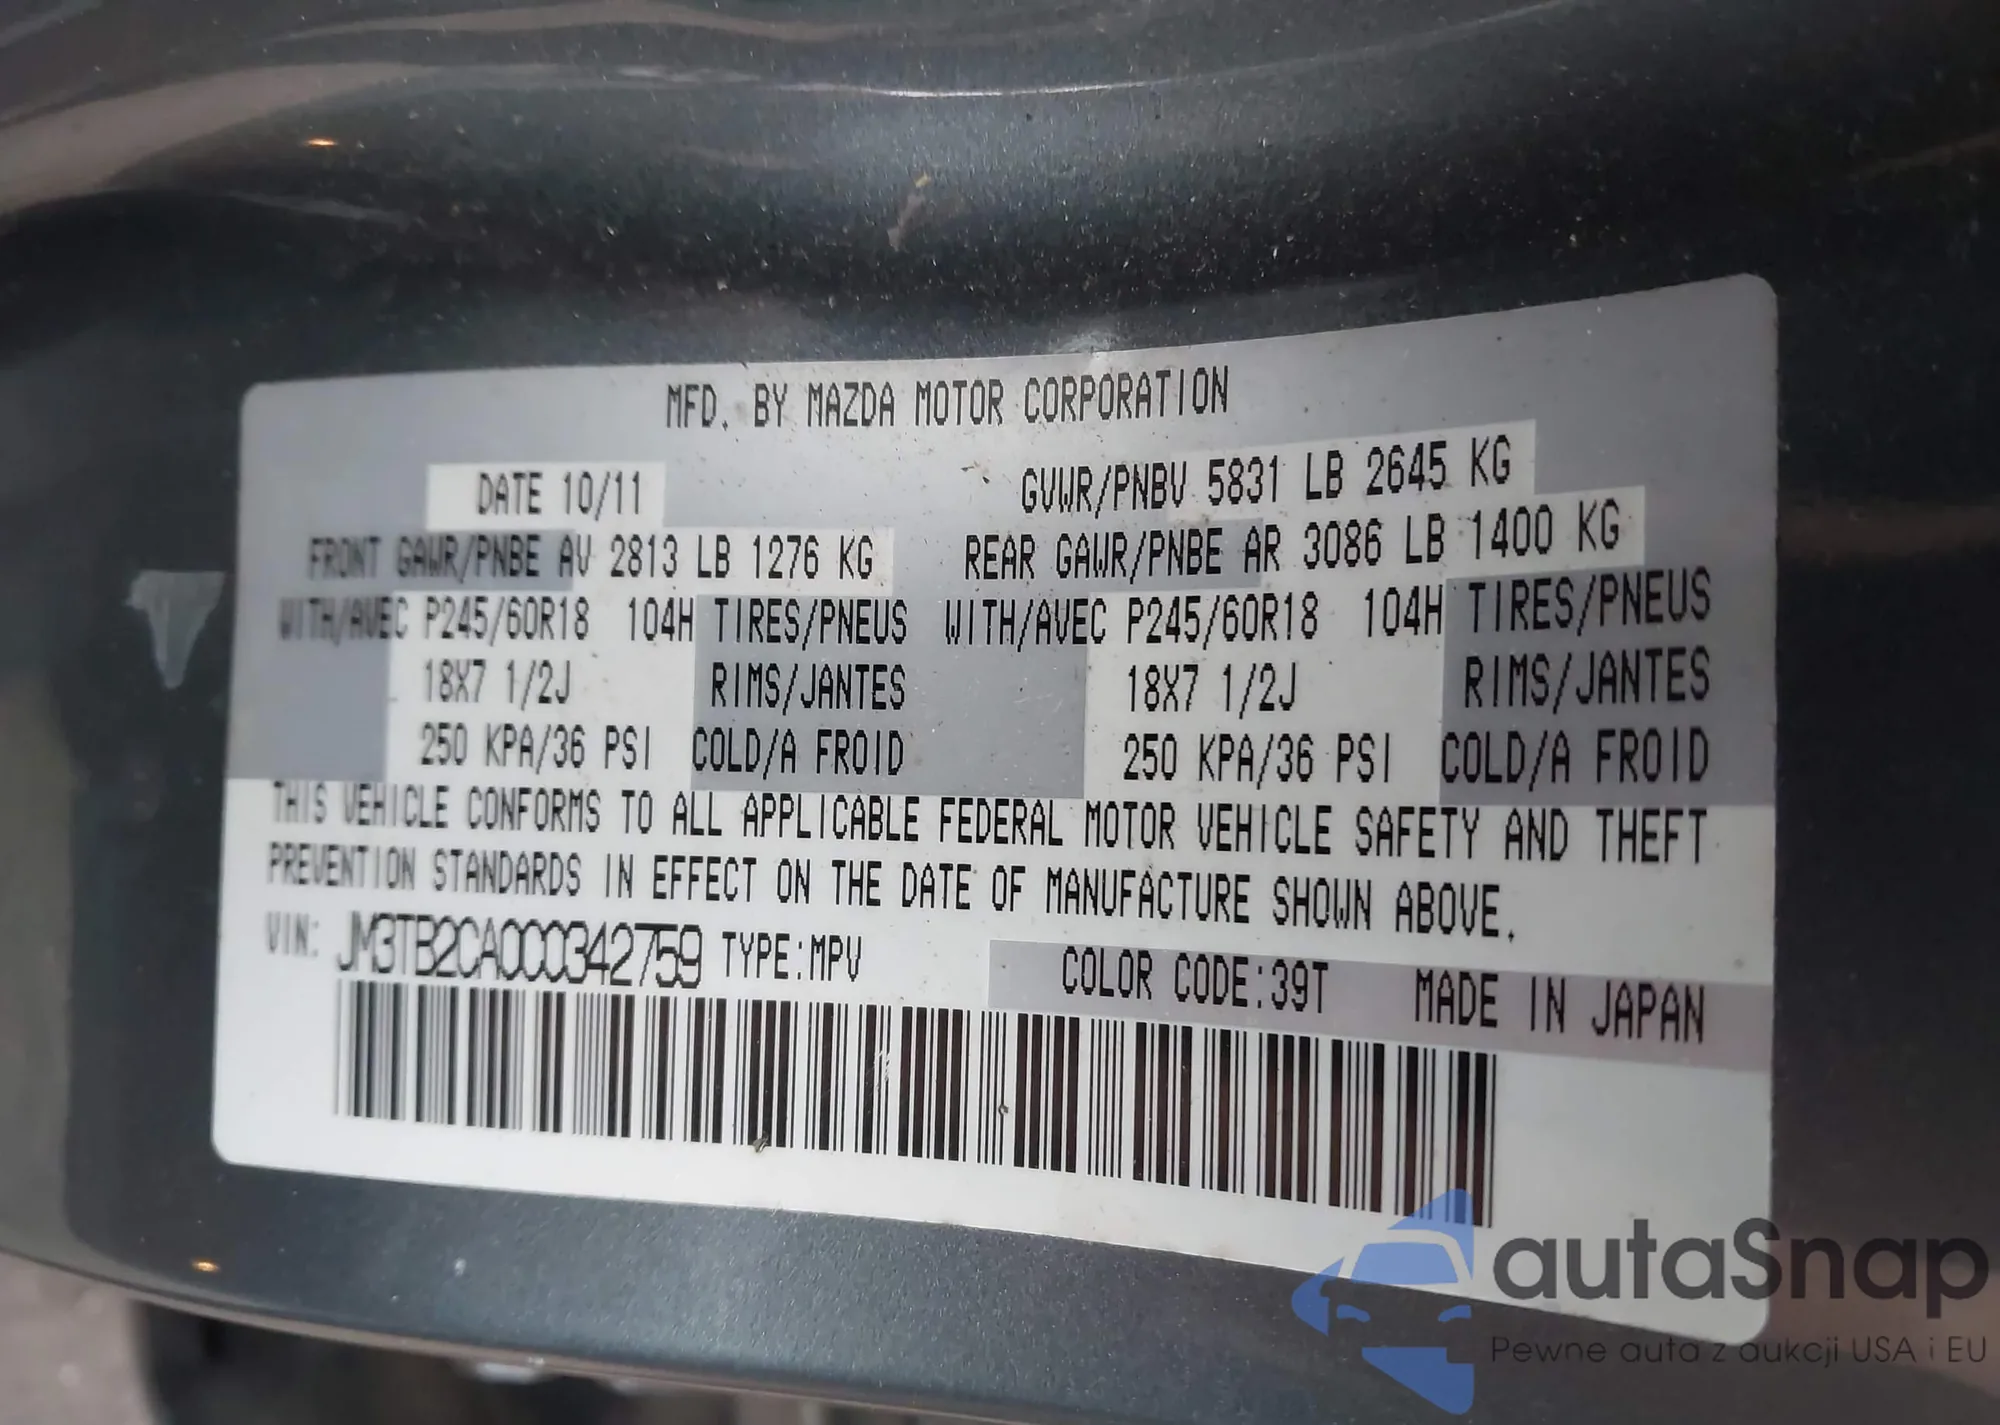 MFD. BY MAZDA MOTOR CORPORATION
DATE 10/11 GVWR/PNBV 5831 LB 2645 KG
FRONT GAWR/PNBE AV 2813 LB 1276 KG REAR GAWR/PNBE AR 3086 LB 1400 KG
WITH/AVEC P245/60R18 104H TIRES/PNEUS WITH/AVEC P245/60R18 104H TIRES/PNEUS
18X7 1/2J RIMS/JANTES 18X7 1/2J RIMS/JANTES
250 KPA/36 PSI COLD/A FROID 250 KPA/36 PSI COLD/A FROID
THIS VEHICLE CONFORMS TO ALL APPLICABLE FEDERAL MOTOR VEHICLE SAFETY AND THEFT
PREVENTION STANDARDS IN EFFECT ON THE DATE OF MANUFACTURE SHOWN ABOVE.
VIN: JM3TB2CA0C0342759 TYPE:MPV COLOR CODE:39T MADE IN JAPAN
autaSnap
Pewne auta z aukcji USA i EU